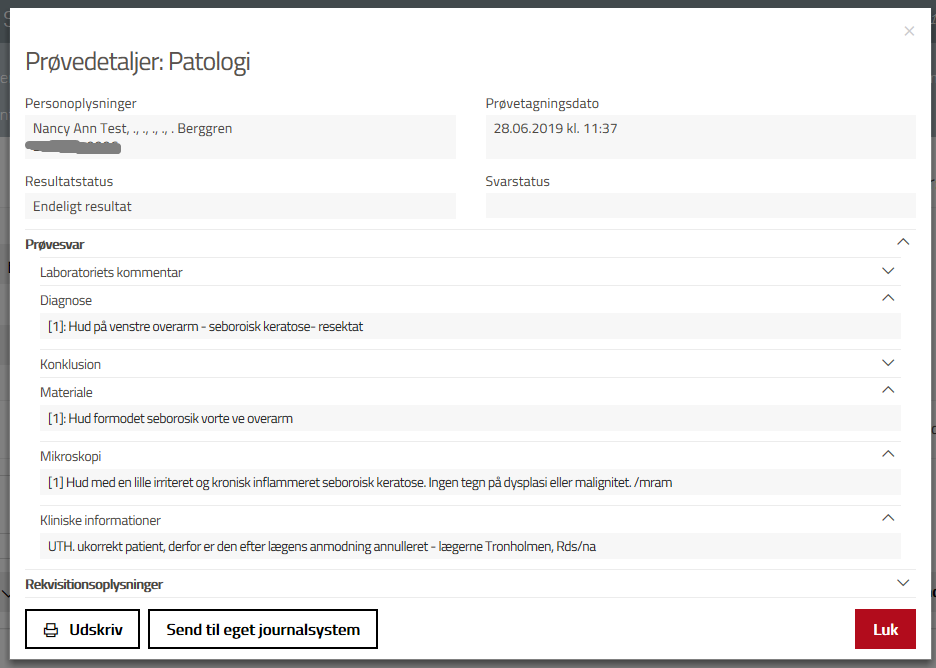 Prøvedetaljer: Patologi
Personoplysninger
Nancy Ann Test, ., ., ., ., . Berggren
Prøvetagningsdato
28.06.2019 kl. 11:37
Resultatstatus
Endeligt resultat
Svarstatus
Prøvesvar
Laboratoriets kommentar
Diagnose
[1]: Hud på venstre overarm - seboroisk keratose- resektat
Konklusion
Materiale
[1]: Hud formodet seborosik vorte ve overarm
Mikroskopi
[1] Hud med en lille irriteret og kronisk inflammeret seboroisk keratose. Ingen tegn på dysplasi eller malignitet. /mram
Kliniske informationer
UTH. ukorrekt patient, derfor er den efter lægens anmodning annulleret - lægerne Tronholmen, Rds/na
Rekvisitionsoplysninger
Udskriv
Send til eget journalsystem
Luk